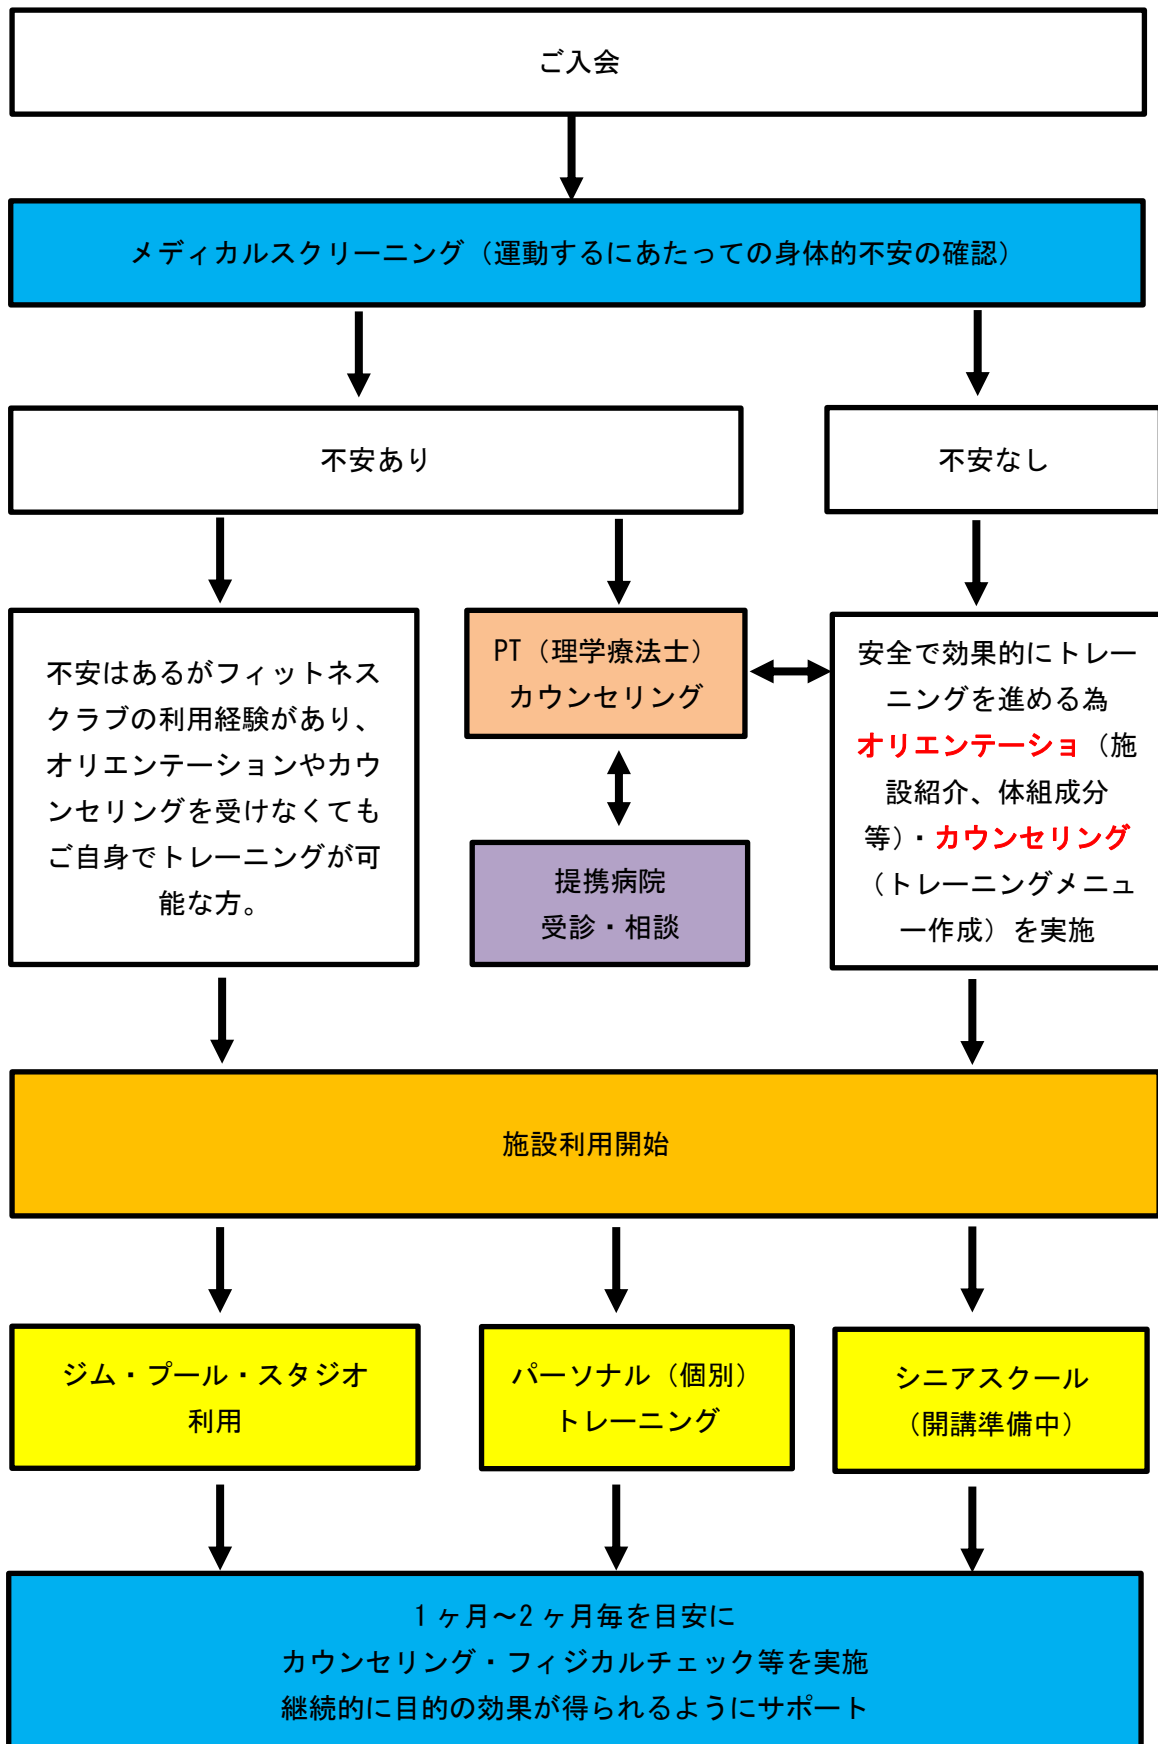 ご入会
メディカルスクリーニング（運動するにあたっての身体的不安の確認）
不安あり
不安なし
不安はあるがフィットネス
クラブの利用経験があり、
オリエンテーションやカウ
ンセリングを受けなくても
ご自身でトレーニングが可
能な方。
PT（理学療法士）
カウンセリング
提携病院
受診・相談
安全で効果的にトレー
ニングを進める為
オリエンテーショ（施
設紹介、体組成分
等）・カウンセリング
（トレーニングメニュ
ー作成）を実施
施設利用開始
ジム・プール・スタジオ
利用
パーソナル（個別）
トレーニング
シニアスクール
（開講準備中）
1 ヶ月～2 ヶ月毎を目安に
カウンセリング・フィジカルチェック等を実施
継続的に目的の効果が得られるようにサポート